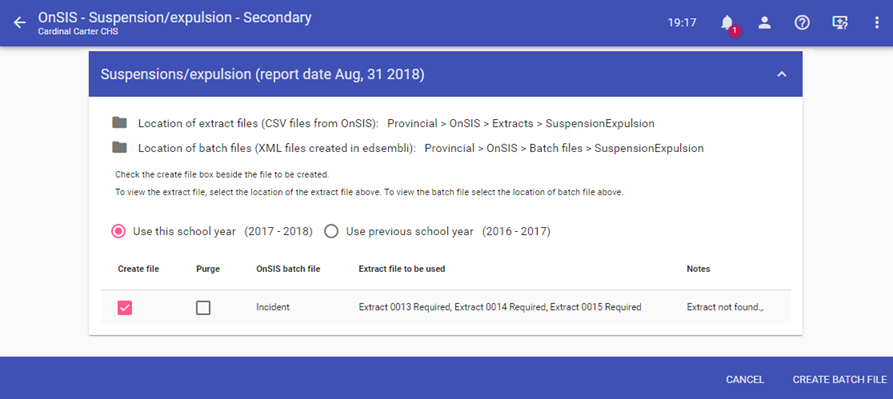 OnSIS - Suspension/expulsion - Secondary
Cardinal Carter CHS
19:17
1
Suspensions/expulsion (report date Aug, 31 2018)
Location of extract files (CSV files from OnSIS): Provincial > OnSIS > Extracts > SuspensionExpulsion
Location of batch files (XML files created in edsembli): Provincial > OnSIS > Batch files > SuspensionExpulsion
Check the create file box beside the file to be created.
To view the extract file, select the location of the extract file above. To view the batch file select the location of batch file above.
Use this school year (2017 - 2018) Use previous school year (2016 - 2017)
Create file Purge OnSIS batch file Extract file to be used Notes
Incident Extract 0013 Required, Extract 0014 Required, Extract 0015 Required Extract not found.,.
CANCEL CREATE BATCH FILE